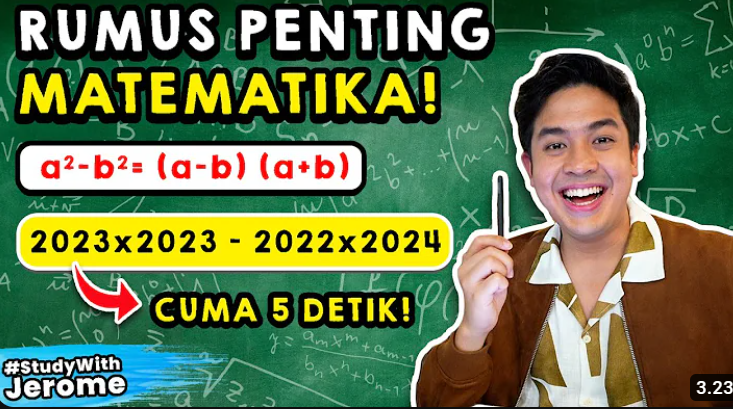 RUMUS PENTING
MATEMATIKA!
a²-b²= (a-b) (a+b)
2023x2023 - 2022x2024
CUMA 5 DETIK!
#StudyWith
Jerome
3.23